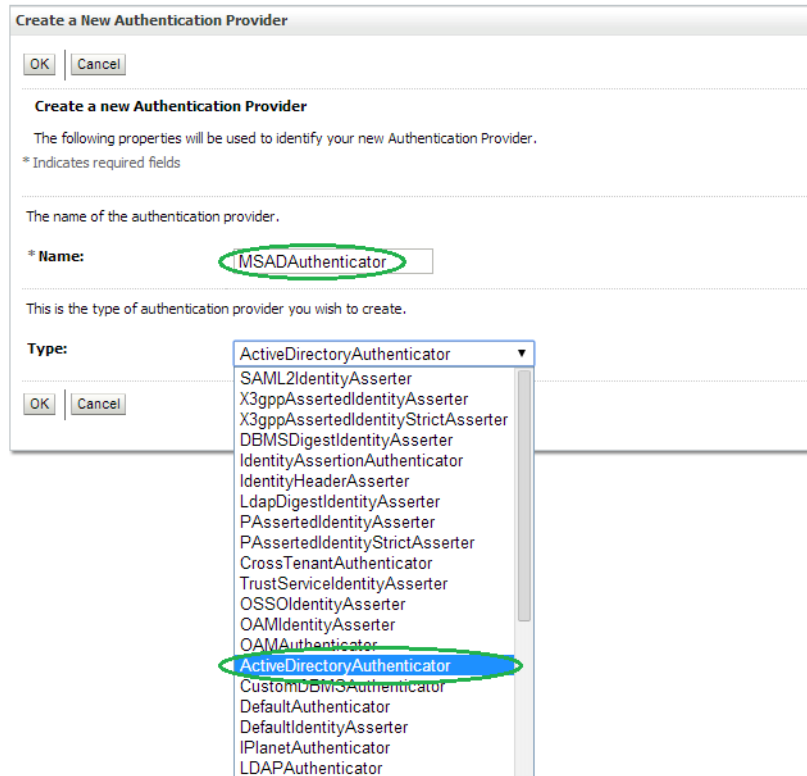 Create a New Authentication Provider
OK Cancel
Create a new Authentication Provider
The following properties will be used to identify your new Authentication Provider.
* Indicates required fields
The name of the authentication provider.
* Name: MSADAuthenticator
This is the type of authentication provider you wish to create.
Type: ActiveDirectoryAuthenticator
OK Cancel
SAML2IdentityAsserter
X3gppAssertedIdentityAsserter
X3gppAssertedIdentityStrictAsserter
DBMSDigestIdentityAsserter
IdentityAssertionAuthenticator
IdentityHeaderAsserter
LdapDigestIdentityAsserter
PAssertedIdentityAsserter
PAssertedIdentityStrictAsserter
CrossTenantAuthenticator
TrustServiceIdentityAsserter
OSSOIdentityAsserter
OAMIdentityAsserter
OAMAuthenticator
ActiveDirectoryAuthenticator
CustomDBMSAuthenticator
DefaultAuthenticator
DefaultIdentityAsserter
IPlanetAuthenticator
LDAPAuthenticator